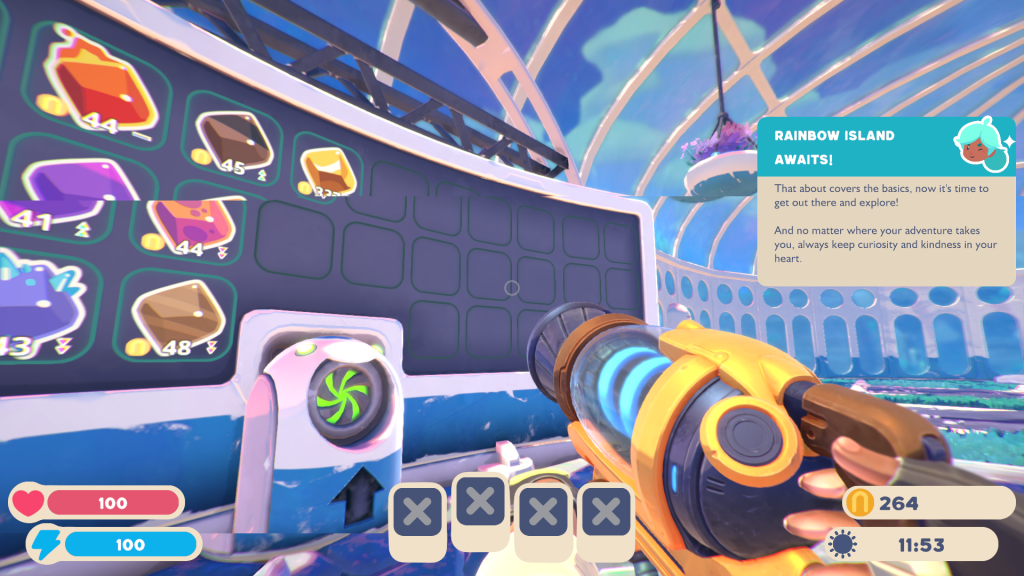 44
45
32
41
44
43
48
RAINBOW ISLAND
AWAITS!
That about covers the basics, now it's time to
get out there and explore!
And no matter where your adventure takes
you, always keep curiosity and kindness in your
heart.
100
100
264
11:53